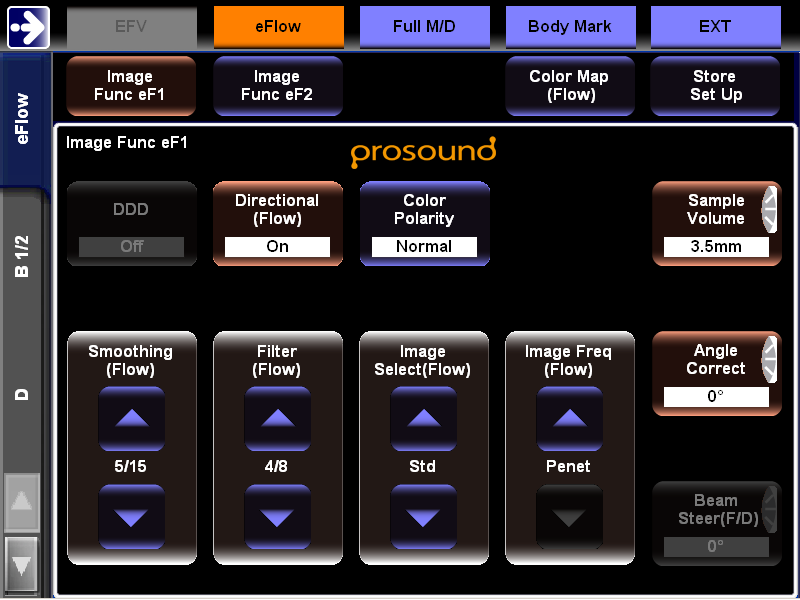 EFV
eFlow
Full M/D
Body Mark
EXT
Image
Func eF1
Image
Func eF2
Color Map
(Flow)
Store
Set Up
eFlow
B 1/2
D
Image Func eF1
prosound
DDD
Off
Directional
(Flow)
On
Color
Polarity
Normal
Sample
Volume
3.5mm
Smoothing
(Flow)
5/15
Filter
(Flow)
4/8
Image
Select(Flow)
Std
Image Freq
(Flow)
Penet
Angle
Correct
0°
Beam
Steer(F/D)
0°